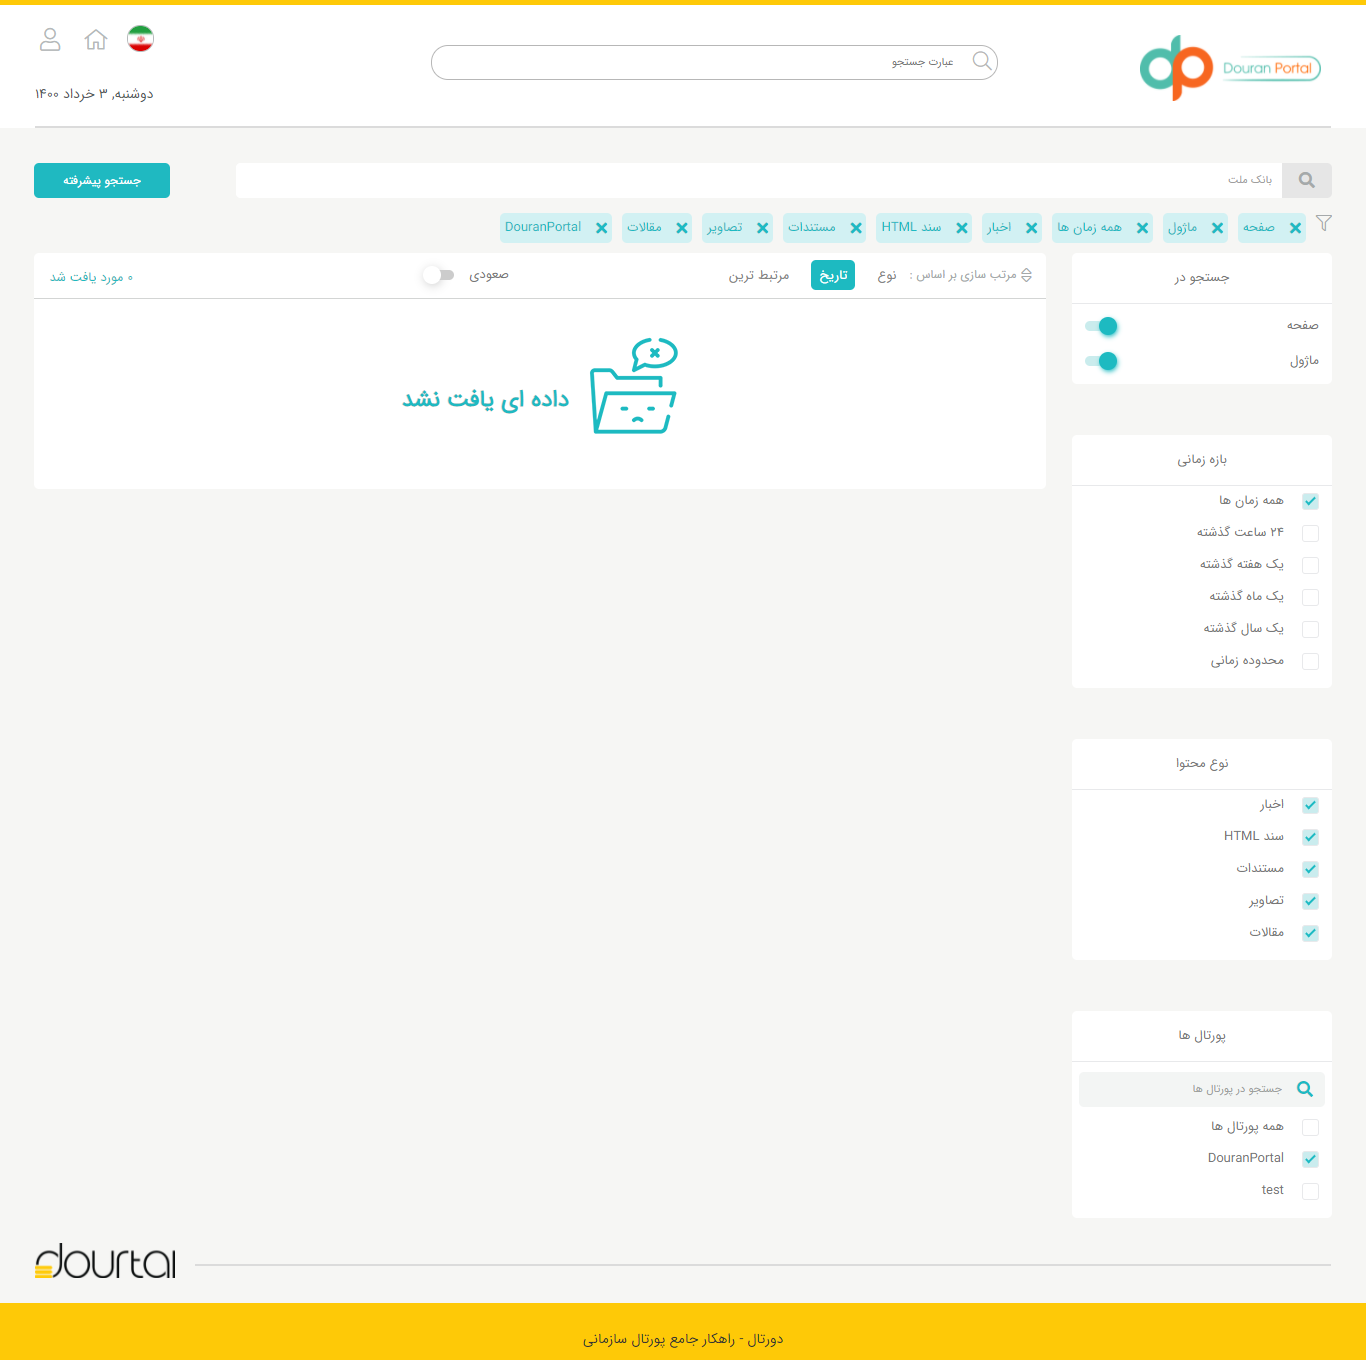 Douran Portal
عبارت جستجو
دوشنبه, ۳ خرداد ۱۴۰۰
بانک ملت
جستجو پیشرفته
صفحه
ماژول
همه زمان ها
اخبار
سند HTML
مستندات
تصاویر
مقالات
DouranPortal
جستجو در
صفحه
ماژول
مرتب سازی بر اساس :
نوع
تاریخ
مرتبط ترین
صعودی
۰ مورد یافت شد
داده ای یافت نشد
بازه زمانی
همه زمان ها
۲۴ ساعت گذشته
یک هفته گذشته
یک ماه گذشته
یک سال گذشته
محدوده زمانی
نوع محتوا
اخبار
سند HTML
مستندات
تصاویر
مقالات
پورتال ها
جستجو در پورتال ها
همه پورتال ها
DouranPortal
test
dourtal
دورتال - راهکار جامع پورتال سازمانی